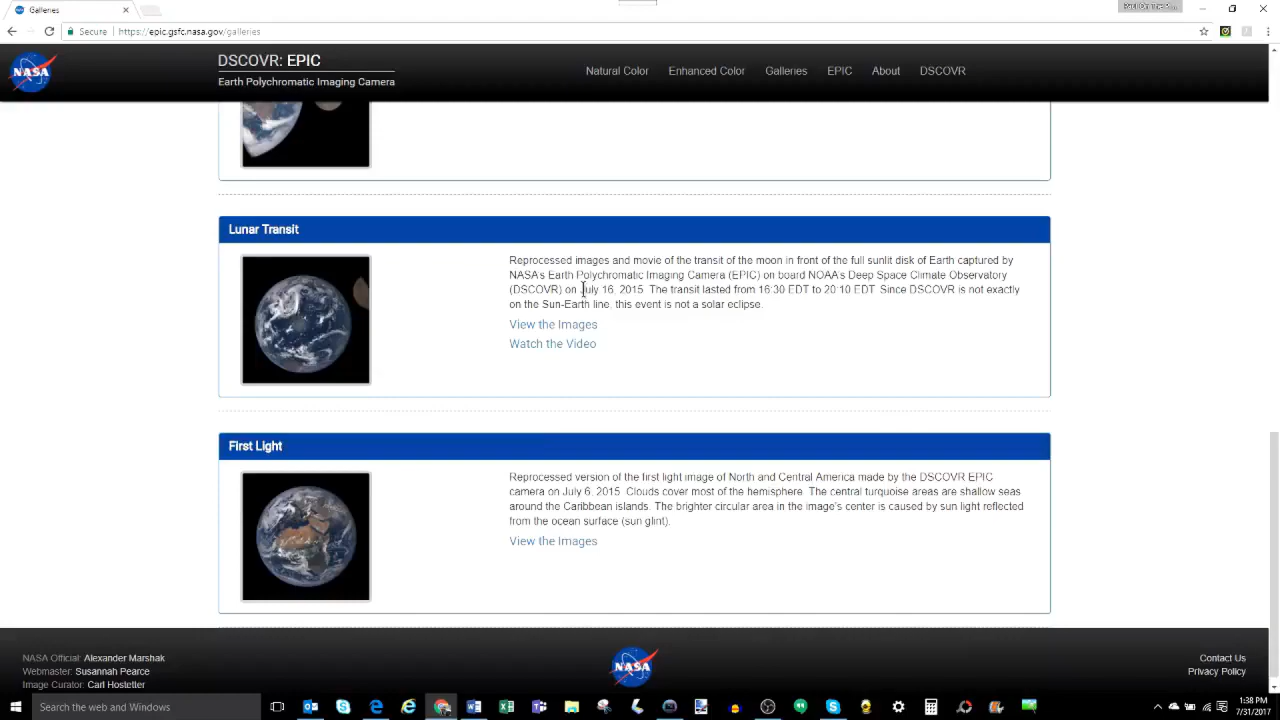 Galleries
Secure
https://epic.gsfc.nasa.gov/galleries
NASA
DSCOVR: EPIC
Earth Polychromatic Imaging Camera
Natural Color
Enhanced Color
Galleries
EPIC
About
DSCOVR
Lunar Transit
Reprocessed images and movie of the transit of the moon in front of the full sunlit disk of Earth captured by
NASA's Earth Polychromatic Imaging Camera (EPIC) on board NOAA's Deep Space Climate Observatory
(DSCOVR) on July 16, 2015. The transit lasted from 16:30 EDT to 20:10 EDT. Since DSCOVR is not exactly
on the Sun-Earth line, this event is not a solar eclipse.
View the Images
Watch the Video
First Light
Reprocessed version of the first light image of North and Central America made by the DSCOVR EPIC
camera on July 6, 2015. Clouds cover most of the hemisphere. The central turquoise areas are shallow seas
around the Caribbean islands. The brighter circular area in the image's center is caused by sun light reflected
from the ocean surface (sun glint).
View the Images
NASA Official: Alexander Marshak
Webmaster: Susannah Pearce
Image Curator: Carl Hostetter
NASA
Contact Us
Privacy Policy
Search the web and Windows
1:38 PM
7/31/2017